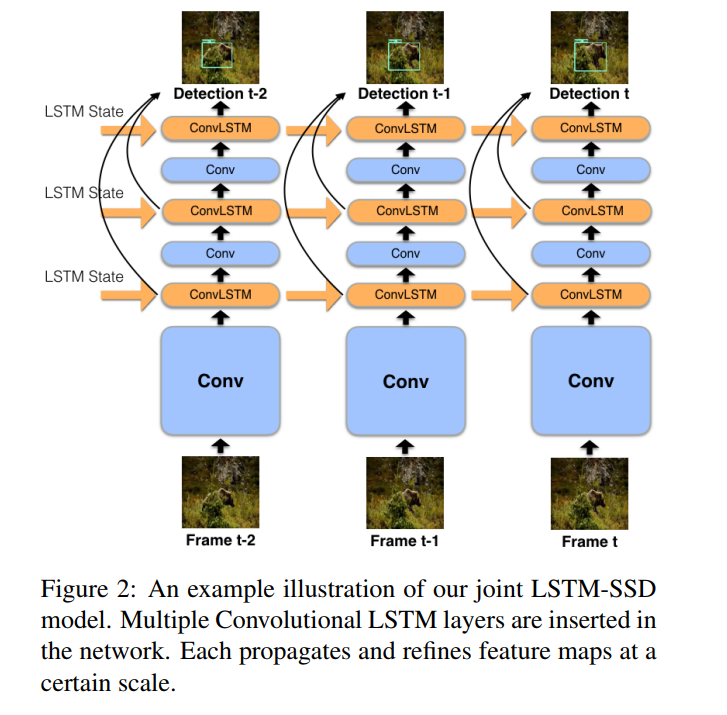 Detection t-2 Detection t-1 Detection t
LSTM State
ConvLSTM ConvLSTM ConvLSTM
Conv Conv Conv
LSTM State
ConvLSTM ConvLSTM ConvLSTM
Conv Conv Conv
LSTM State
ConvLSTM ConvLSTM ConvLSTM
Conv Conv Conv
Frame t-2 Frame t-1 Frame t
Figure 2: An example illustration of our joint LSTM-SSD
model. Multiple Convolutional LSTM layers are inserted in
the network. Each propagates and refines feature maps at a
certain scale.